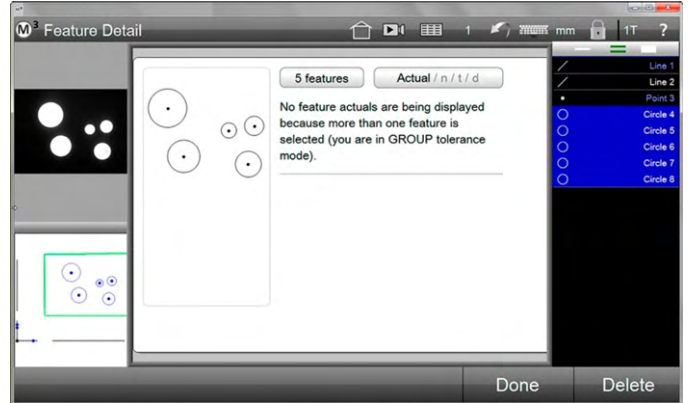 M³ Feature Detail
1
mm
1T
?
5 features
Actual / n / t / d
No feature actuals are being displayed
because more than one feature is
selected (you are in GROUP tolerance
mode).
Line 1
Line 2
Point 3
Circle 4
Circle 5
Circle 6
Circle 7
Circle 8
Done
Delete